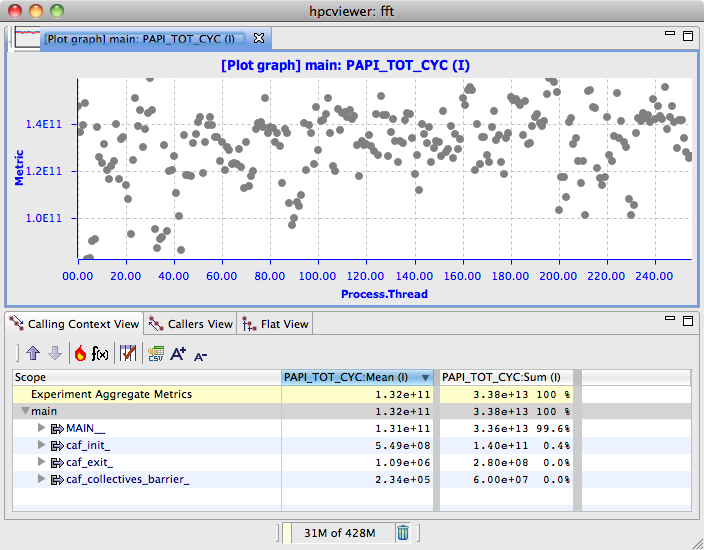 hpcviewer: fft
[Plot graph] main: PAPI_TOT_CYC (I)
[Plot graph] main: PAPI_TOT_CYC (I)
Metric
1.4E11
1.2E11
1.0E11
00.00 20.00 40.00 60.00 80.00 100.00 120.00 140.00 160.00 180.00 200.00 220.00 240.00
Process.Thread
Calling Context View Callers View Flat View
f(x) CSV A+ A-
Scope PAPI_TOT_CYC:Mean (I) PAPI_TOT_CYC:Sum (I)
Experiment Aggregate Metrics 1.32e+11 3.38e+13 100 %
main 1.32e+11 3.38e+13 100 %
MAIN__ 1.31e+11 3.36e+13 99.6%
caf_init_ 5.49e+08 1.40e+11 0.4%
caf_exit_ 1.09e+06 2.80e+08 0.0%
caf_collectives_barrier_ 2.34e+05 6.00e+07 0.0%
31M of 428M